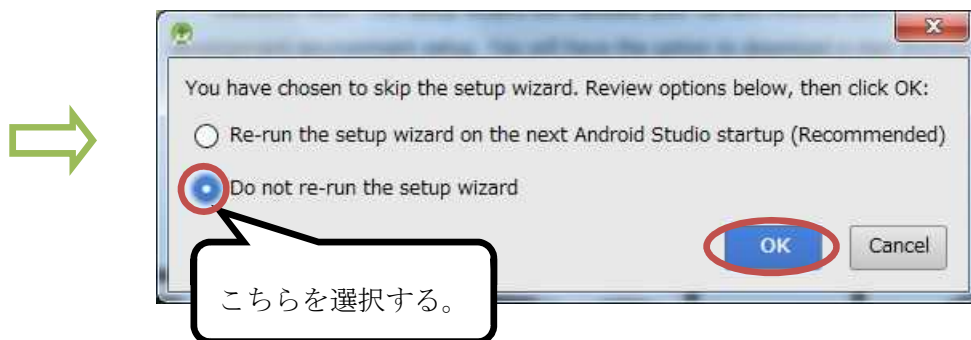 You have chosen to skip the setup wizard. Review options below, then click OK:
Re-run the setup wizard on the next Android Studio startup (Recommended)
Do not re-run the setup wizard
OK
Cancel
こちらを選択する。